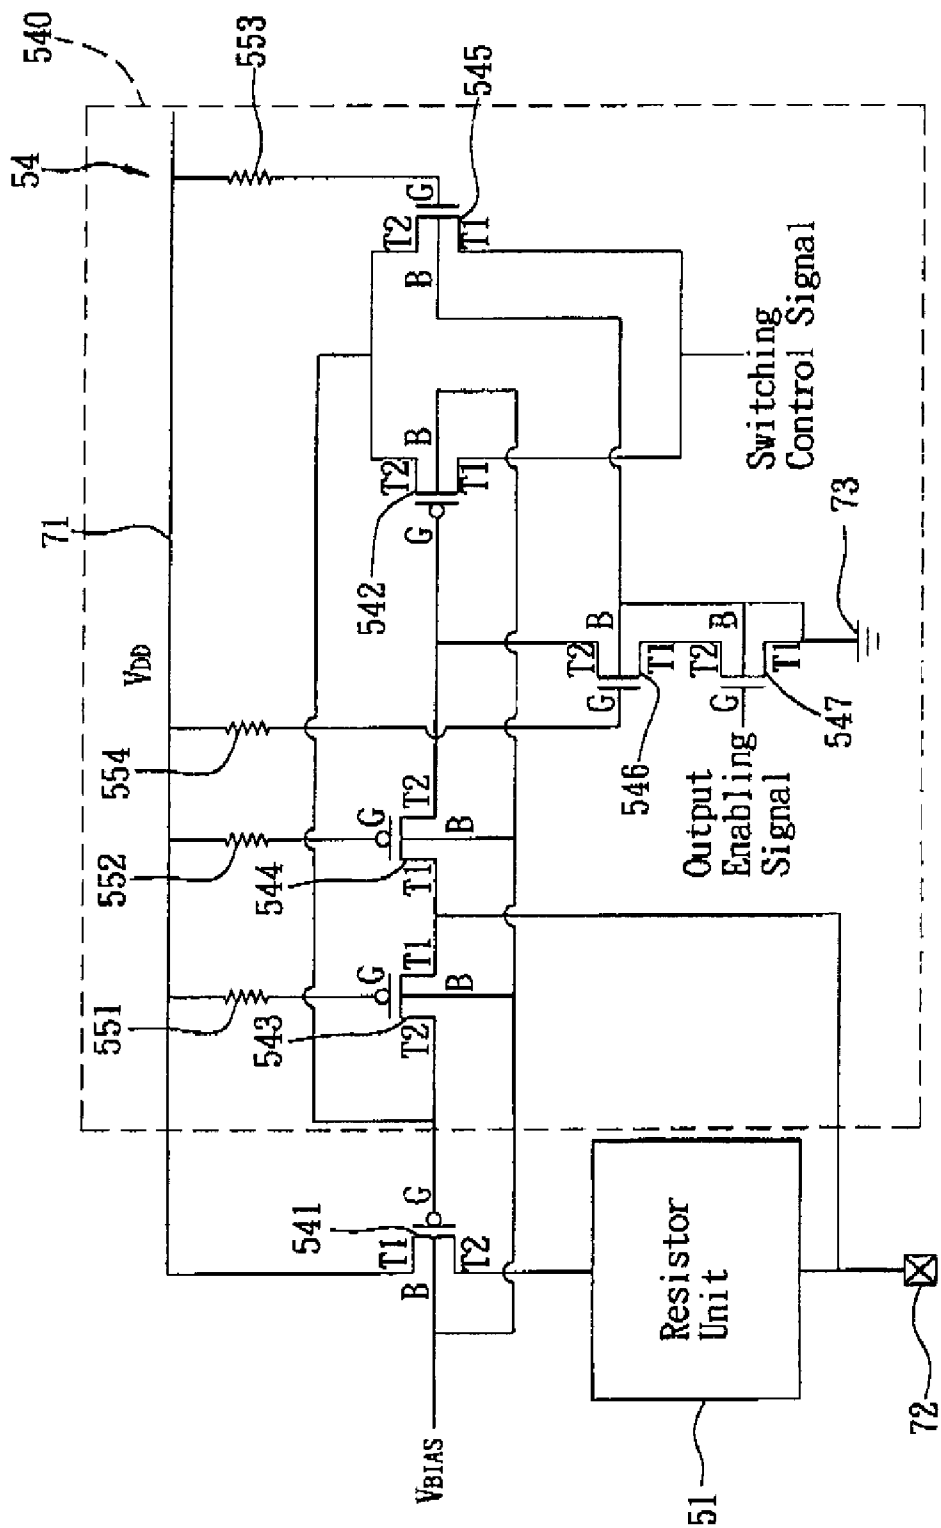 540
54
553
545
71
VDD
554
552
551
G
T2
T1
B
542
G
T2
T1
B
544
G
T1
T2
B
543
G
T2
T1
B
541
G
T1
T2
B
VBIAS
546
G
T2
T1
B
547
G
T2
T1
B
73
Output
Enabling
Signal
Switching
Control Signal
Resistor
Unit
51
72